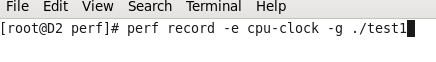 File Edit View Search Terminal Help
[root@D2 perf]# perf record -e cpu-clock -g ./test1